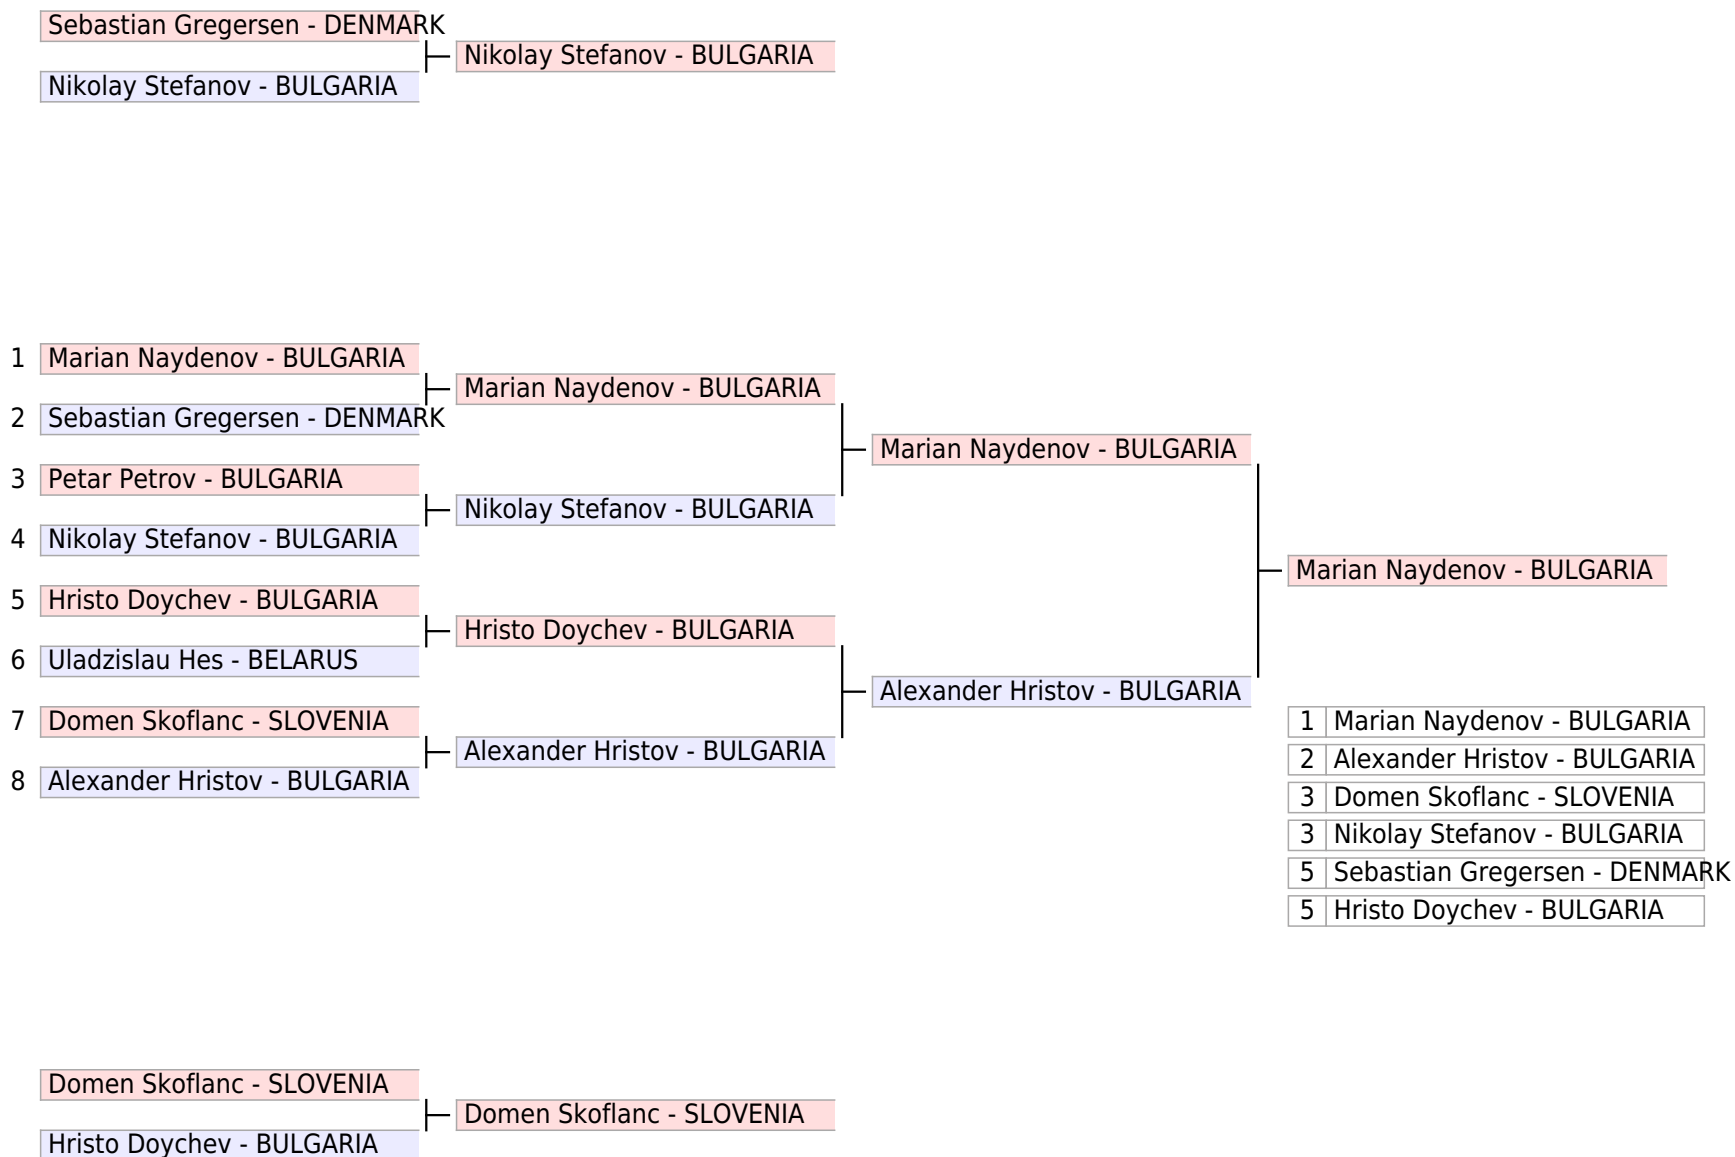 Sebastian Gregersen - DENMARK
Nikolay Stefanov - BULGARIA
Nikolay Stefanov - BULGARIA
1 Marian Naydenov - BULGARIA
Marian Naydenov - BULGARIA
2 Sebastian Gregersen - DENMARK
Marian Naydenov - BULGARIA
3 Petar Petrov - BULGARIA
Nikolay Stefanov - BULGARIA
4 Nikolay Stefanov - BULGARIA
Marian Naydenov - BULGARIA
5 Hristo Doychev - BULGARIA
Hristo Doychev - BULGARIA
6 Uladzislau Hes - BELARUS
Alexander Hristov - BULGARIA
7 Domen Skoflanc - SLOVENIA
Alexander Hristov - BULGARIA
8 Alexander Hristov - BULGARIA
1 Marian Naydenov - BULGARIA
2 Alexander Hristov - BULGARIA
3 Domen Skoflanc - SLOVENIA
3 Nikolay Stefanov - BULGARIA
5 Sebastian Gregersen - DENMARK
5 Hristo Doychev - BULGARIA
Domen Skoflanc - SLOVENIA
Domen Skoflanc - SLOVENIA
Hristo Doychev - BULGARIA